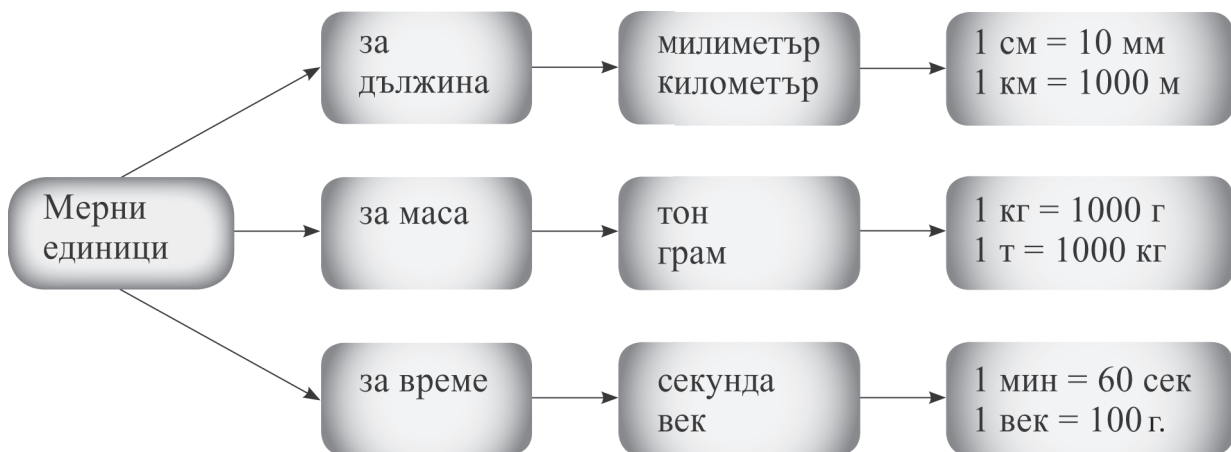 за
дължина
милиметър
километър
1 см = 10 мм
1 км = 1000 м
Мерни
единици
за маса
тон
грам
1 кг = 1000 г
1 т = 1000 кг
за време
секунда
век
1 мин = 60 сек
1 век = 100 г.